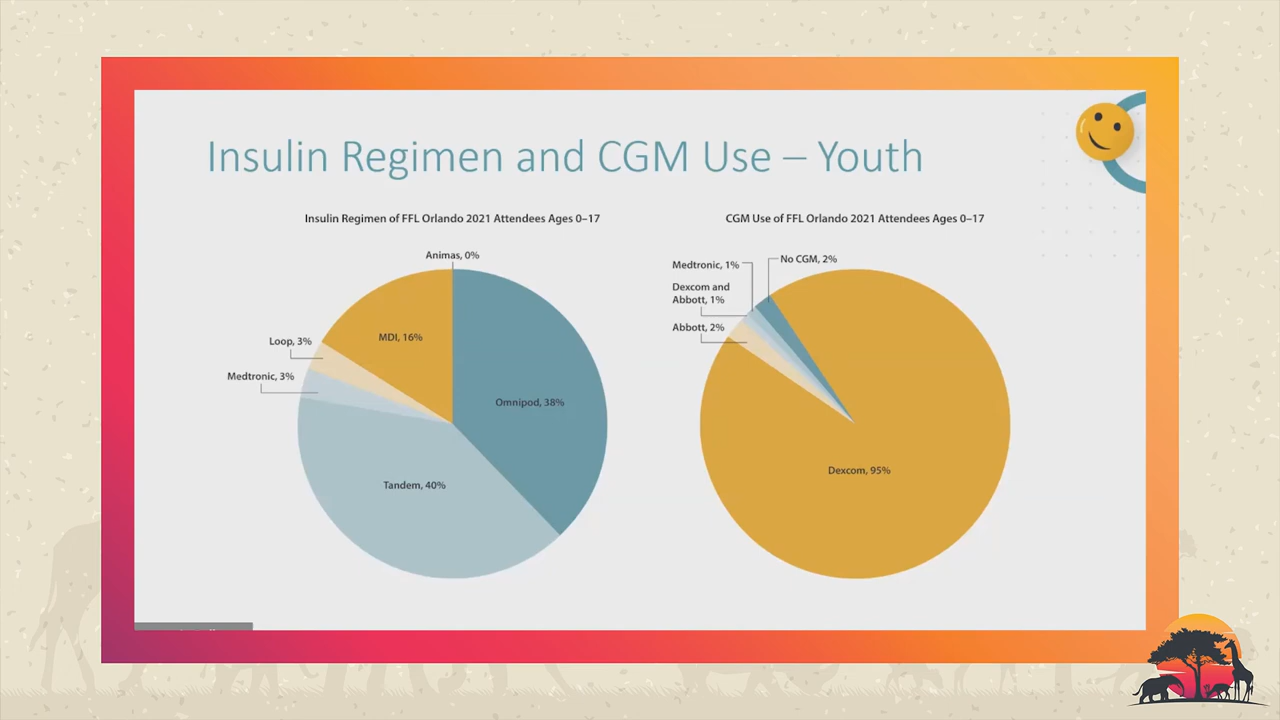 Insulin Regimen and CGM Use – Youth
Insulin Regimen of FFL Orlando 2021 Attendees Ages 0–17
Animas, 0%
MDI, 16%
Loop, 3%
Medtronic, 3%
Omnipod, 38%
Tandem, 40%
CGM Use of FFL Orlando 2021 Attendees Ages 0–17
No CGM, 2%
Medtronic, 1%
Dexcom and
Abbott, 1%
Abbott, 2%
Dexcom, 95%